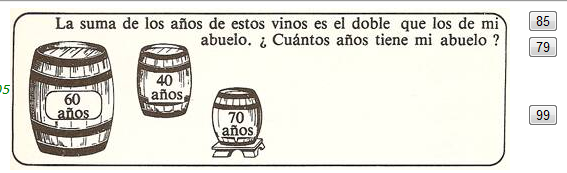 La suma de los años de estos vinos es el doble que los de mi
abuelo. ¿ Cuántos años tiene mi abuelo ?
60
años
40
años
70
años
85
79
99